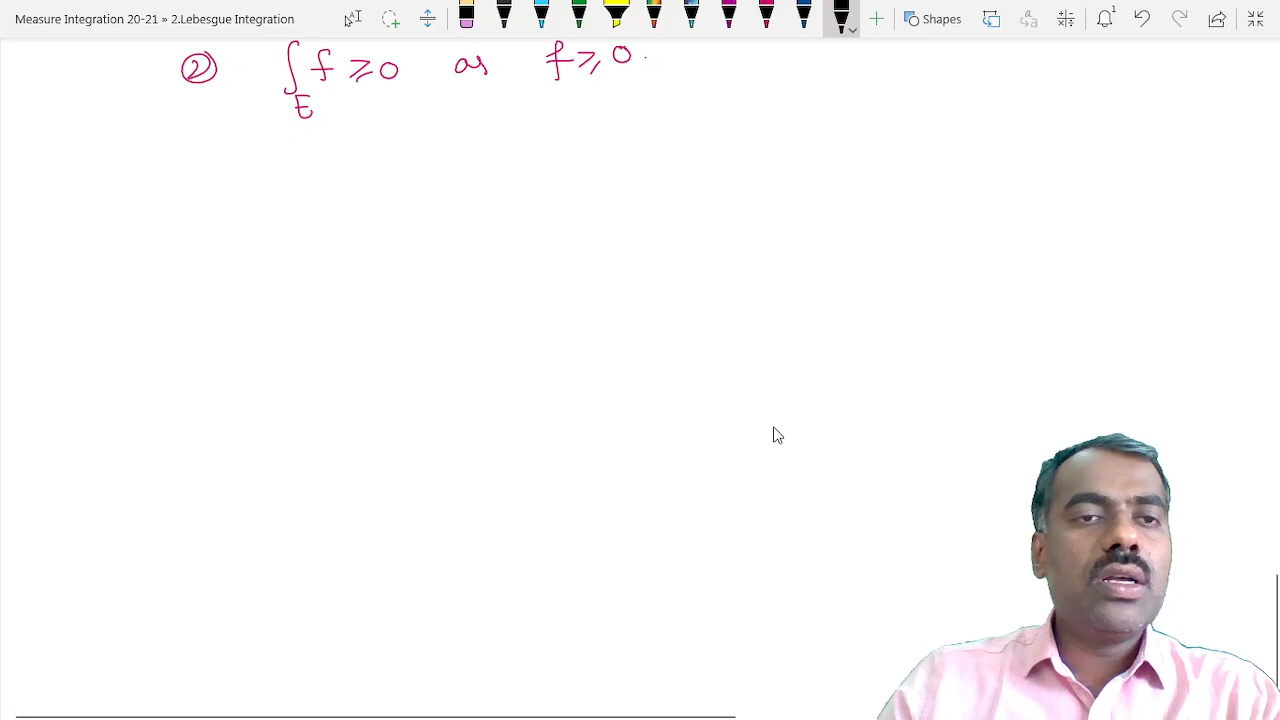 Measure Integration 20-21 » 2.Lebesgue Integration
Shapes
② ∫_E f ≥ 0 as f ≥ 0.